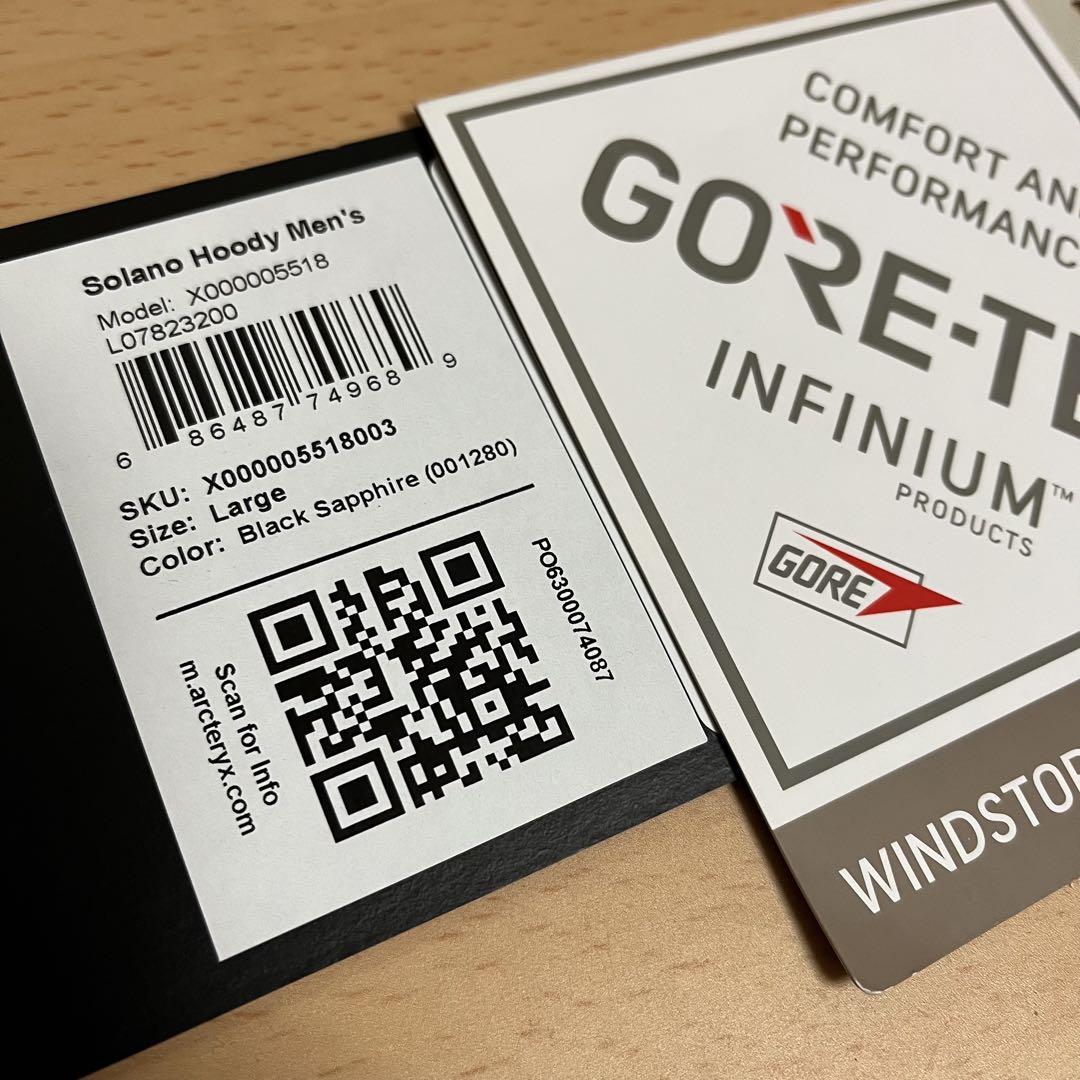 Solano Hoody Men's
Model: X000005518
L07823200
6 86487 74968 9
SKU: X000005518003
Size: Large
Color: Black Sapphire (001280)
PO6300074087
Scan for Info
m.arcteryx.com
COMFORT AN
PERFORMANC
GORE-TE
INFINIUM™
PRODUCTS
GORE
WINDSTOP